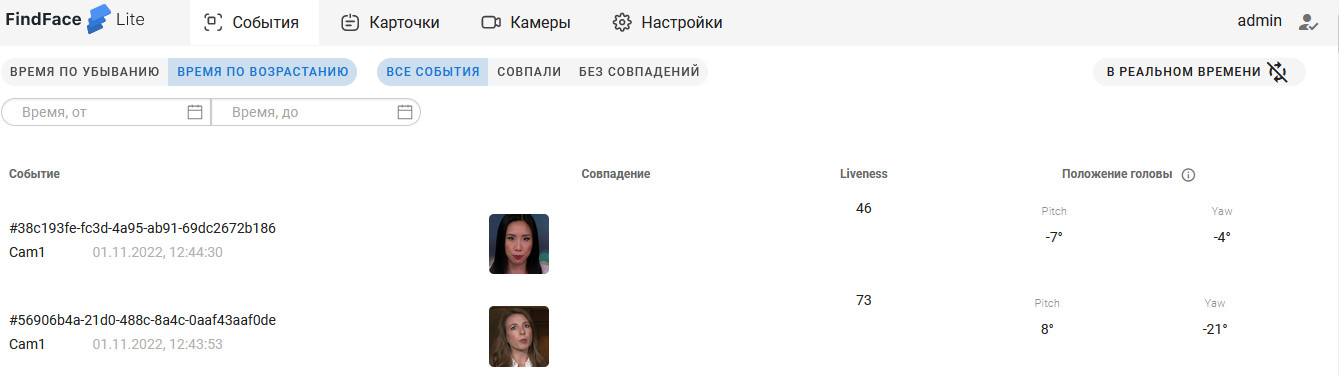 FindFace Lite События Карточки Камеры Настройки admin
ВРЕМЯ ПО УБЫВАНИЮ ВРЕМЯ ПО ВОЗРАСТАНИЮ ВСЕ СОБЫТИЯ СОВПАЛИ БЕЗ СОВПАДЕНИЙ В РЕАЛЬНОМ ВРЕМЕНИ
Время, от Время, до
Событие Совпадение Liveness Положение головы
#38c193fe-fc3d-4a95-ab91-69dc2672b186 46 Pitch Yaw
Cam1 01.11.2022, 12:44:30 -7° -4°
#56906b4a-21d0-488c-8a4c-0aaf43aaf0de 73 Pitch Yaw
Cam1 01.11.2022, 12:43:53 8° -21°